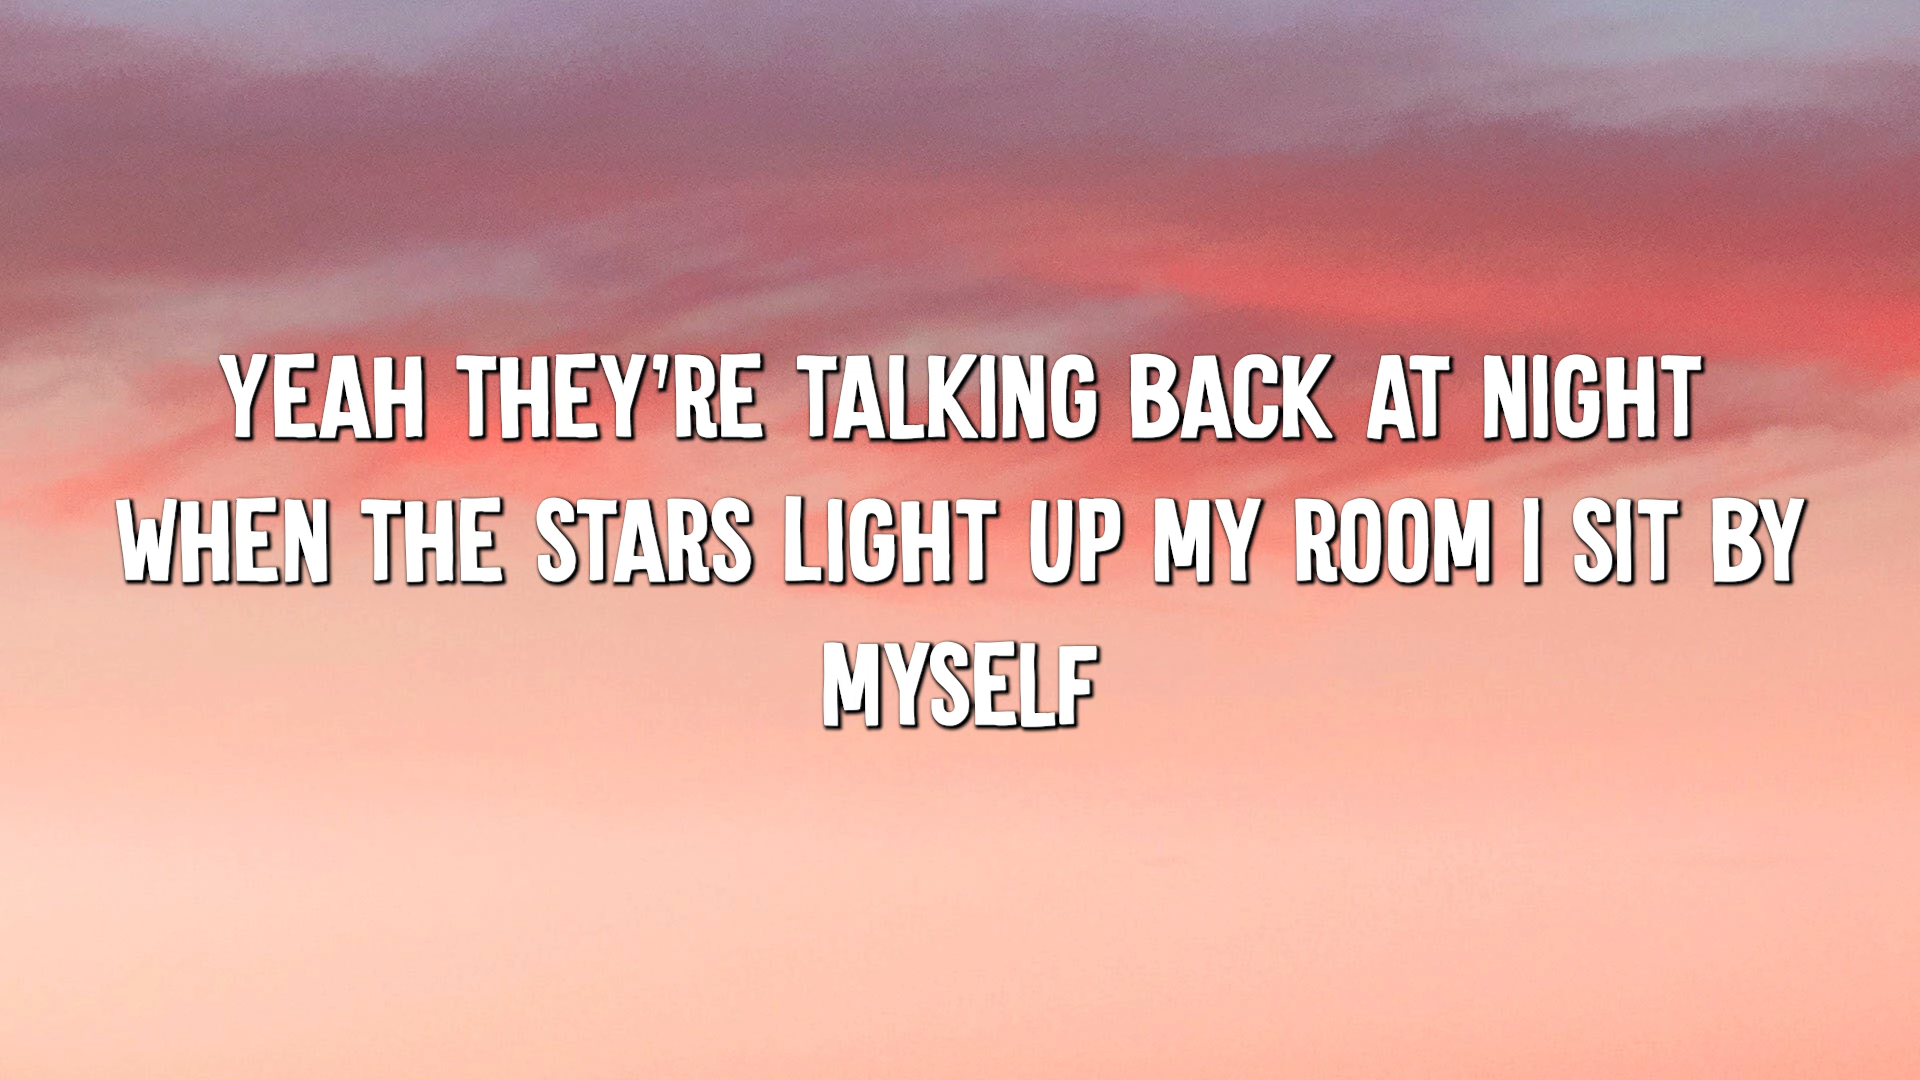 YEAH THEY'RE TALKING BACK AT NIGHT
WHEN THE STARS LIGHT UP MY ROOM I SIT BY
MYSELF